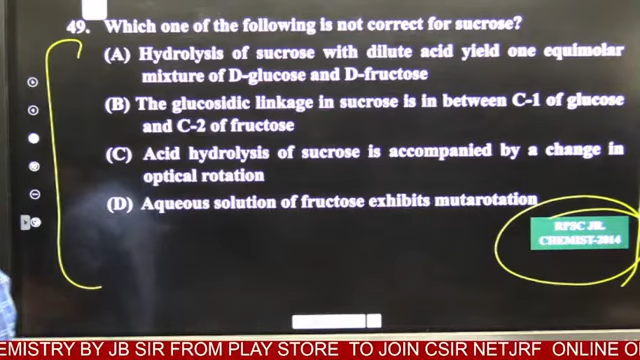 49. Which one of the following is not correct for sucrose?
(A) Hydrolysis of sucrose with dilute acid yield one equimolar
mixture of D-glucose and D-fructose
(B) The glucosidic linkage in sucrose is in between C-1 of glucose
and C-2 of fructose
(C) Acid hydrolysis of sucrose is accompanied by a change in
optical rotation
(D) Aqueous solution of fructose exhibits mutarotation
RPSC JR.
CHEMIST-2014
EMISTRY BY JB SIR FROM PLAY STORE TO JOIN CSIR NETJRF ONLINE O